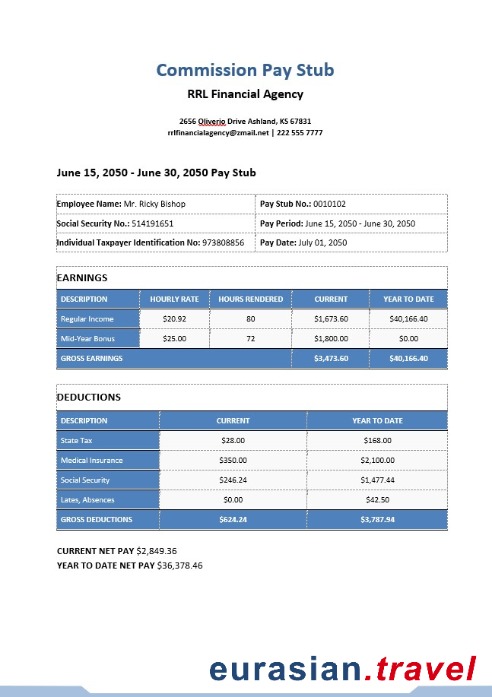 Commission Pay Stub
RRL Financial Agency
2656 Oliverio Drive Ashland, KS 67831
rrlfinancialagency@zmail.net | 222 555 7777
June 15, 2050 - June 30, 2050 Pay Stub
Employee Name: Mr. Ricky Bishop Pay Stub No.: 0010102
Social Security No.: 514191651 Pay Period: June 15, 2050 - June 30, 2050
Individual Taxpayer Identification No: 973808856 Pay Date: July 01, 2050
EARNINGS
DESCRIPTION HOURLY RATE HOURS RENDERED CURRENT YEAR TO DATE
Regular Income $20.92 80 $1,673.60 $40,166.40
Mid-Year Bonus $25.00 72 $1,800.00 $0.00
GROSS EARNINGS $3,473.60 $40,166.40
DEDUCTIONS
DESCRIPTION CURRENT YEAR TO DATE
State Tax $28.00 $168.00
Medical Insurance $350.00 $2,100.00
Social Security $246.24 $1,477.44
Lates, Absences $0.00 $42.50
GROSS DEDUCTIONS $624.24 $3,787.94
CURRENT NET PAY $2,849.36
YEAR TO DATE NET PAY $36,378.46
eurasian.travel